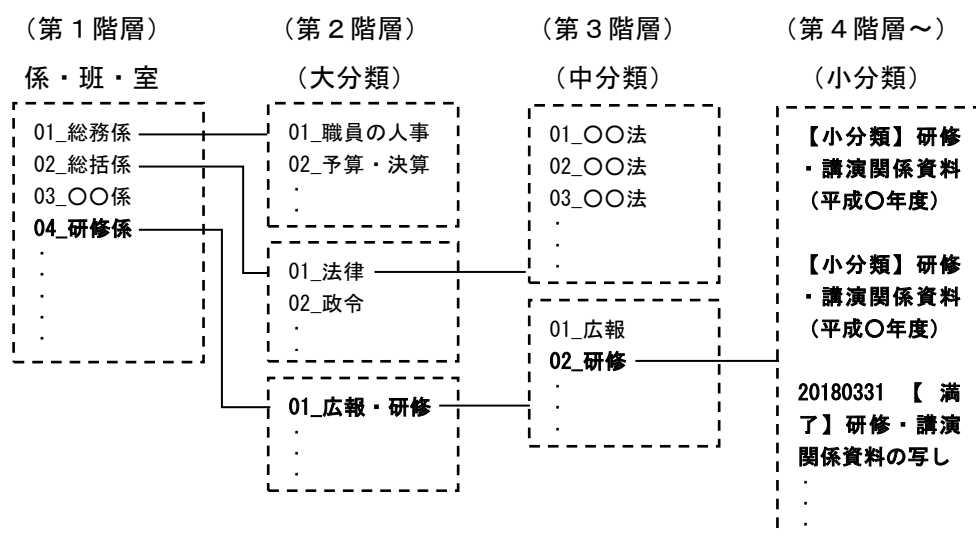 （第１階層）
係・班・室
01_総務係
02_総括係
03_〇〇係
04_研修係
.
.
.
.
.
（第２階層）
（大分類）
01_職員の人事
02_予算・決算
.
.
01_法律
02_政令
.
.
01_広報・研修
.
.
.
（第３階層）
（中分類）
01_〇〇法
02_〇〇法
03_〇〇法
.
.
.
01_広報
02_研修
.
.
.
（第４階層～）
（小分類）
【小分類】研修
・講演関係資料
（平成〇年度）
【小分類】研修
・講演関係資料
（平成〇年度）
20180331 【 満
了】研修・講演
関係資料の写し
.
.
.